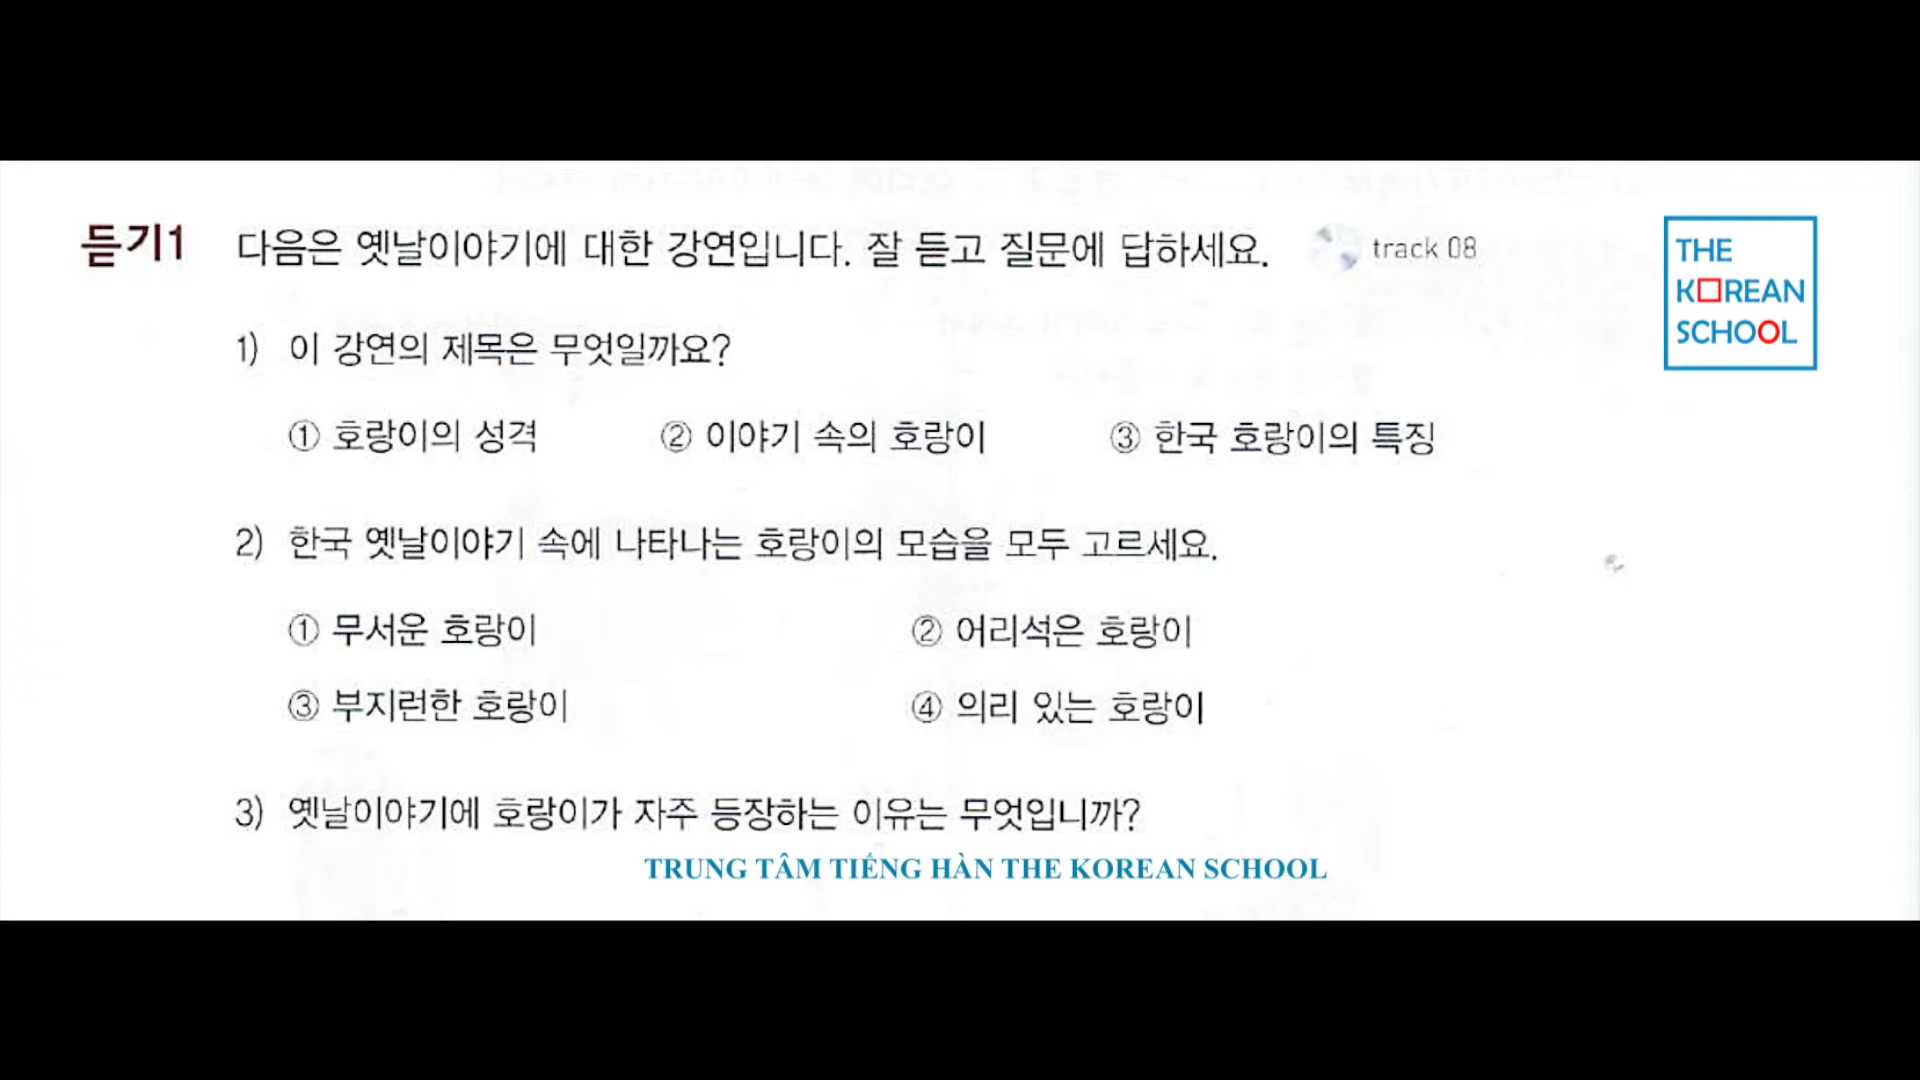 듣기1 다음은 옛날이야기에 대한 강연입니다. 잘 듣고 질문에 답하세요. track 08
THE
KOREAN
SCHOOL
1) 이 강연의 제목은 무엇일까요?
① 호랑이의 성격 ② 이야기 속의 호랑이 ③ 한국 호랑이의 특징
2) 한국 옛날이야기 속에 나타나는 호랑이의 모습을 모두 고르세요.
① 무서운 호랑이 ② 어리석은 호랑이
③ 부지런한 호랑이 ④ 의리 있는 호랑이
3) 옛날이야기에 호랑이가 자주 등장하는 이유는 무엇입니까?
TRUNG TÂM TIẾNG HÀN THE KOREAN SCHOOL